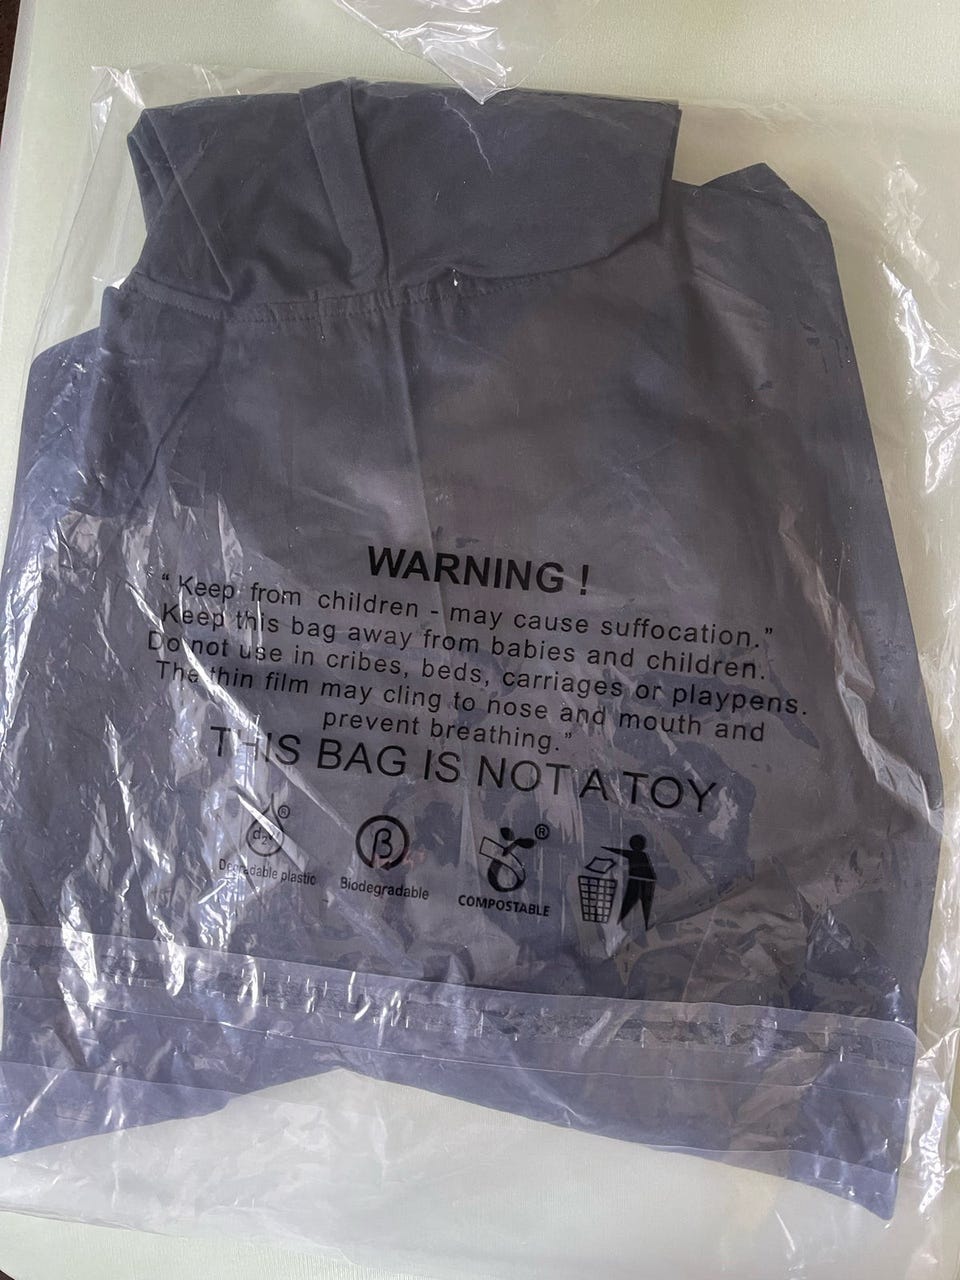 WARNING !
“ Keep from children - may cause suffocation.”
Keep this bag away from babies and children.
Do not use in cribes, beds, carriages or playpens.
The thin film may cling to nose and mouth and
prevent breathing.”
THIS BAG IS NOT A TOY
d₂w ®
Degradable plastic
β
Biodegradable
®
COMPOSTABLE